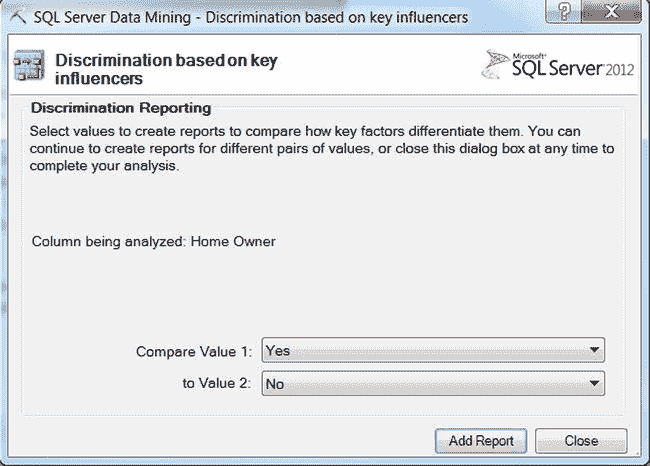 SQL Server Data Mining - Discrimination based on key influencers
Discrimination based on key
influencers
Microsoft®
SQL Server 2012
Discrimination Reporting
Select values to create reports to compare how key factors differentiate them. You can
continue to create reports for different pairs of values, or close this dialog box at any time to
complete your analysis.
Column being analyzed: Home Owner
Compare Value 1: Yes
to Value 2: No
Add Report Close